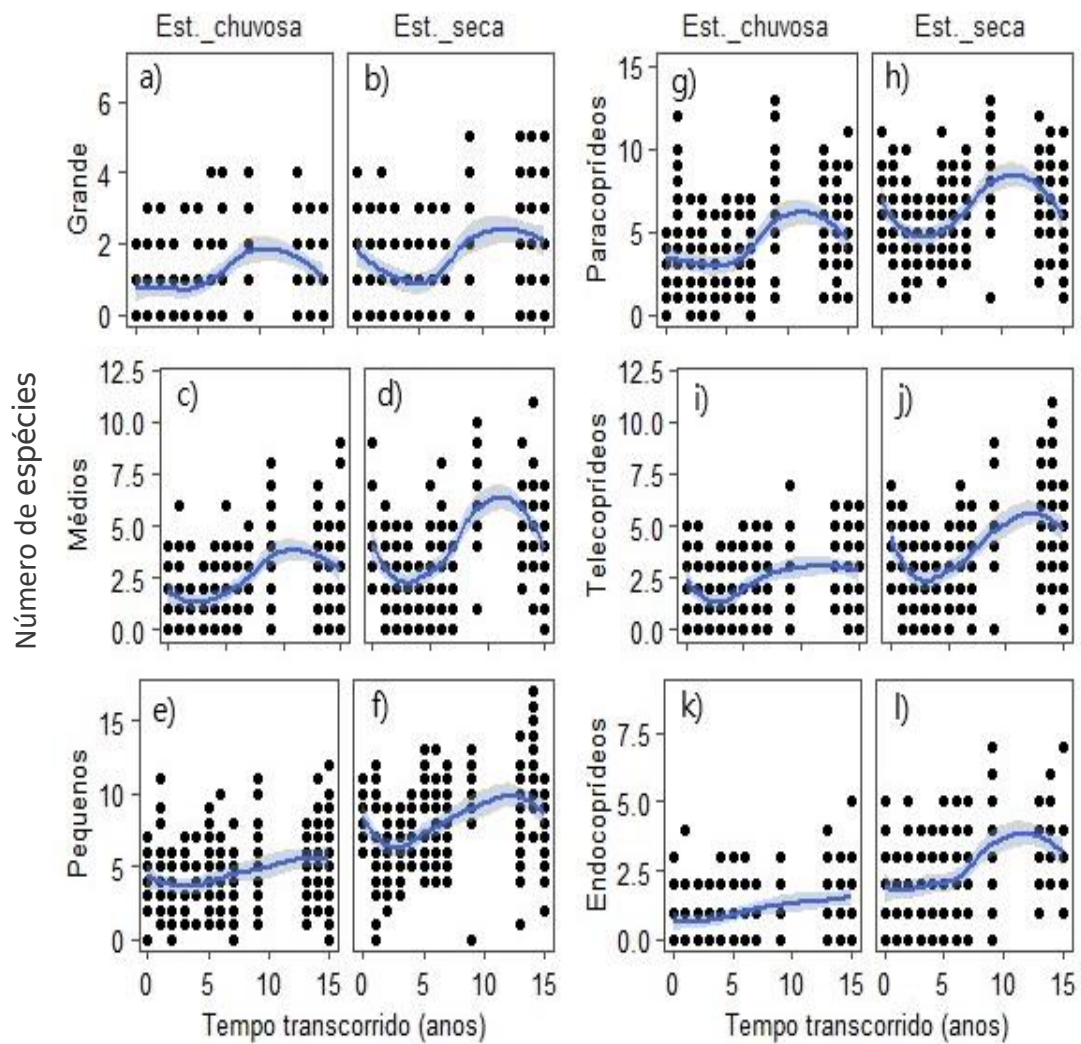 Est._chuvosa Est._seca Est._chuvosa Est._seca
a) b) g) h)
Grande
6
4
2
0
Paracoprídeos
15
10
5
0
c) d) i) j)
Número de espécies
Médios
12.5
10.0
7.5
5.0
2.5
0.0
Telecoprídeos
12.5
10.0
7.5
5.0
2.5
0.0
e) f) k) l)
Pequenos
15
10
5
0
Endocoprídeos
7.5
5.0
2.5
0.0
0 5 10 15 0 5 10 15 0 5 10 15 0 5 10 15
Tempo transcorrido (anos) Tempo transcorrido (anos)